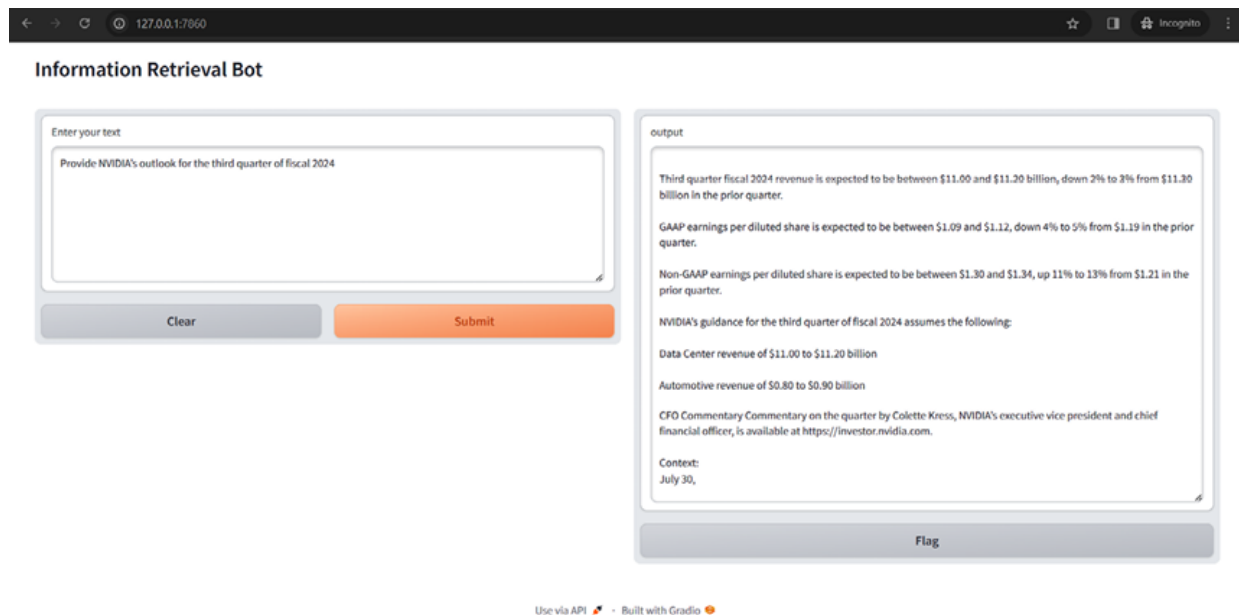 127.0.0.1:7860
Incognito
Information Retrieval Bot
Enter your text
Provide NVIDIA's outlook for the third quarter of fiscal 2024
Clear
Submit
output
Third quarter fiscal 2024 revenue is expected to be between $11.00 and $11.20 billion, down 2% to 3% from $11.30
billion in the prior quarter.
GAAP earnings per diluted share is expected to be between $1.09 and $1.12, down 4% to 5% from $1.19 in the prior
quarter.
Non-GAAP earnings per diluted share is expected to be between $1.30 and $1.34, up 11% to 13% from $1.21 in the
prior quarter.
NVIDIA's guidance for the third quarter of fiscal 2024 assumes the following:
Data Center revenue of $11.00 to $11.20 billion
Automotive revenue of $0.80 to $0.90 billion
CFO Commentary Commentary on the quarter by Colette Kress, NVIDIA's executive vice president and chief
financial officer, is available at https://investor.nvidia.com.
Context:
July 30,
Flag
Use via API · Built with Gradio